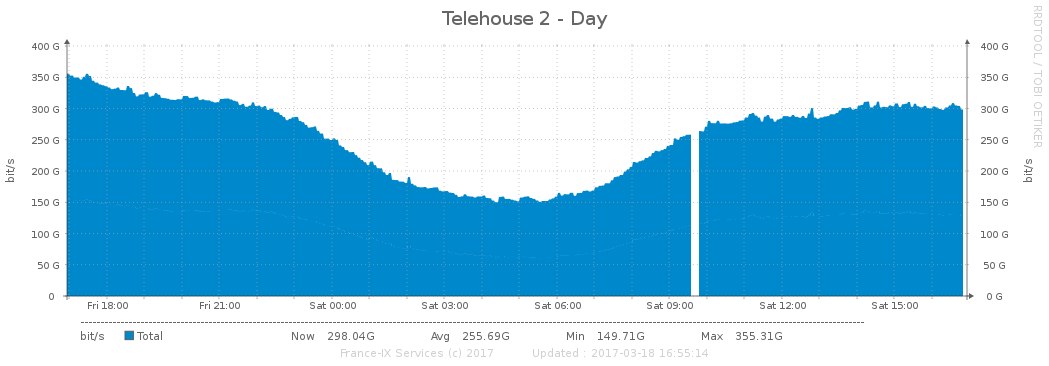 Telehouse 2 - Day
RRDTOOL / TOBI OETIKER
400 G 400 G
350 G 350 G
300 G 300 G
250 G 250 G
200 G 200 G
150 G 150 G
100 G 100 G
50 G 50 G
0 0 G
bit/s bit/s
Fri 18:00 Fri 21:00 Sat 00:00 Sat 03:00 Sat 06:00 Sat 09:00 Sat 12:00 Sat 15:00
bit/s Total Now 298.04G Avg 255.69G Min 149.71G Max 355.31G
France-IX Services (c) 2017 Updated : 2017-03-18 16:55:14